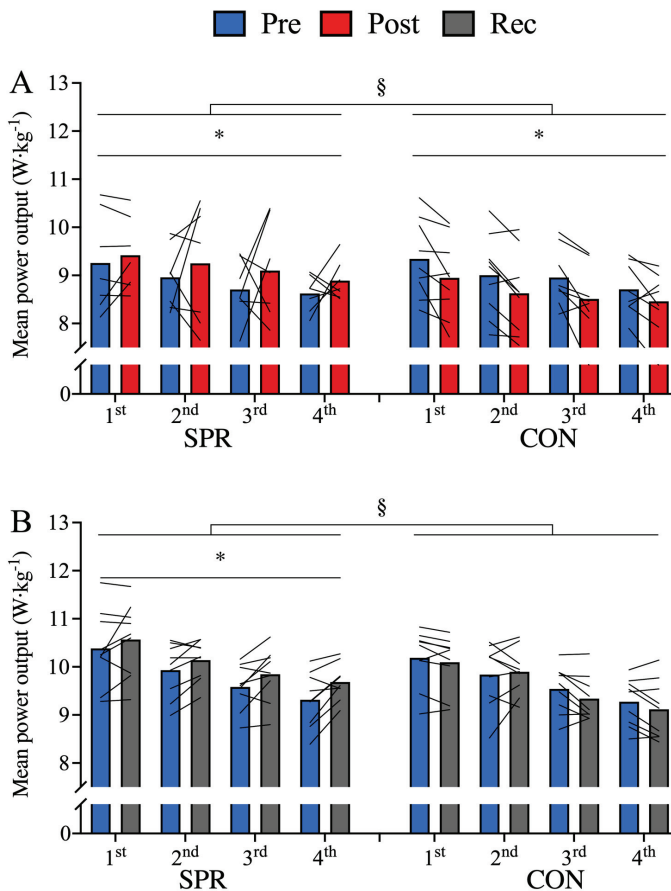 Pre Post Rec
A
Mean power output (W·kg⁻¹)
13
12
11
10
9
8
0
§
*
*
1st 2nd 3rd 4th 1st 2nd 3rd 4th
SPR CON
B
Mean power output (W·kg⁻¹)
13
12
11
10
9
8
0
§
*
1st 2nd 3rd 4th 1st 2nd 3rd 4th
SPR CON